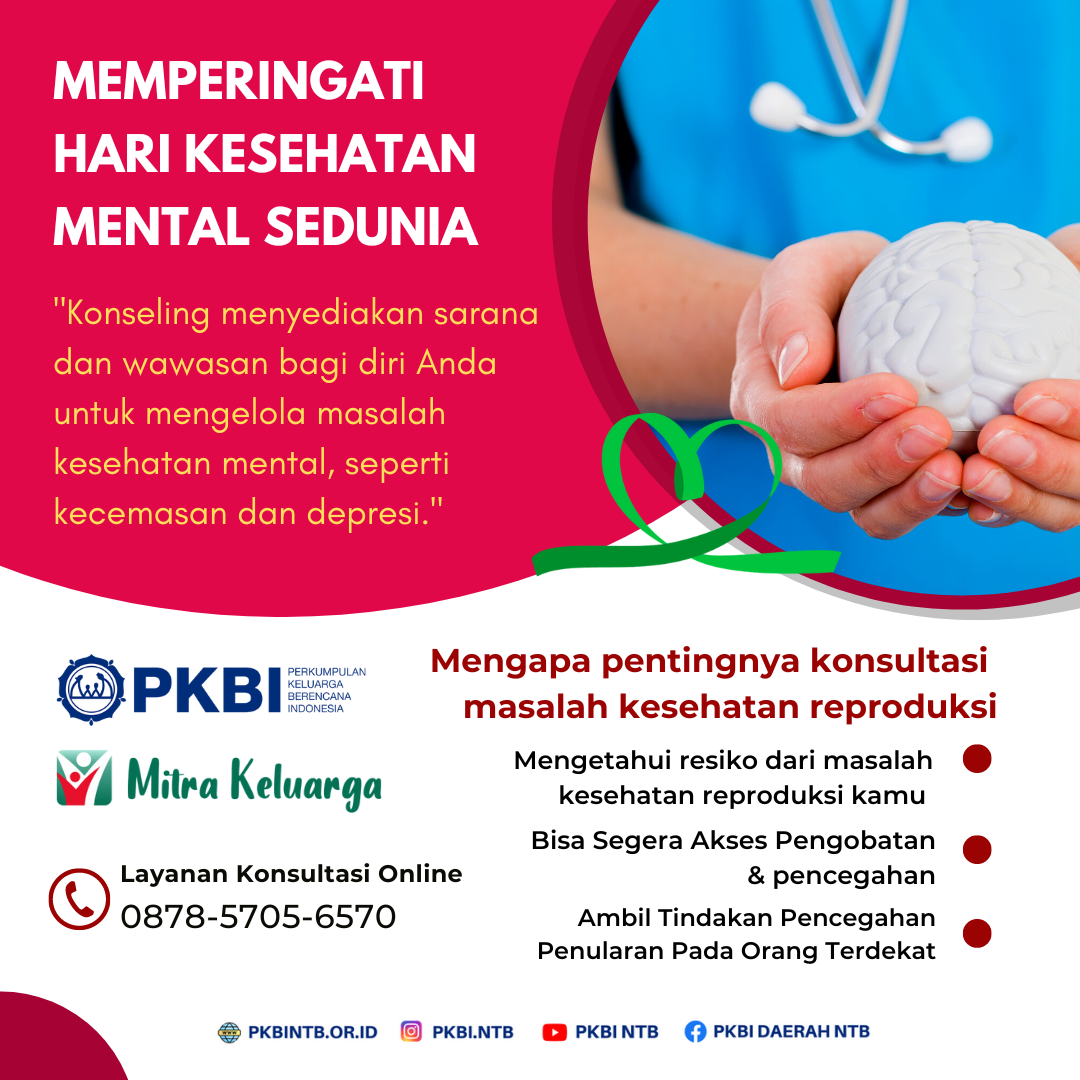 MEMPERINGATI
HARI KESEHATAN
MENTAL SEDUNIA
"Konseling menyediakan sarana
dan wawasan bagi diri Anda
untuk mengelola masalah
kesehatan mental, seperti
kecemasan dan depresi."
PKBI
PERKUMPULAN
KELUARGA
BERENCANA
INDONESIA
Mitra Keluarga
Layanan Konsultasi Online
0878-5705-6570
Mengapa pentingnya konsultasi
masalah kesehatan reproduksi
Mengetahui resiko dari masalah
kesehatan reproduksi kamu
Bisa Segera Akses Pengobatan
& pencegahan
Ambil Tindakan Pencegahan
Penularan Pada Orang Terdekat
www PKBINTB.OR.ID PKBI.NTB PKBI NTB PKBI DAERAH NTB